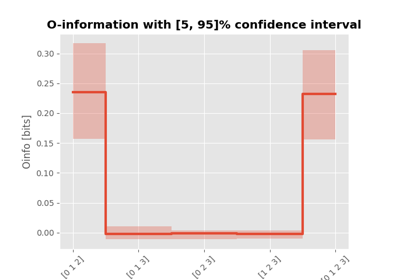 O-information with [5, 95]% confidence interval
0.30
0.25
0.20
0.15
0.10
0.05
0.00
Oinfo [bits]
[0 1 2]
[0 1 3]
[0 2 3]
[1 2 3]
[0 1 2 3]